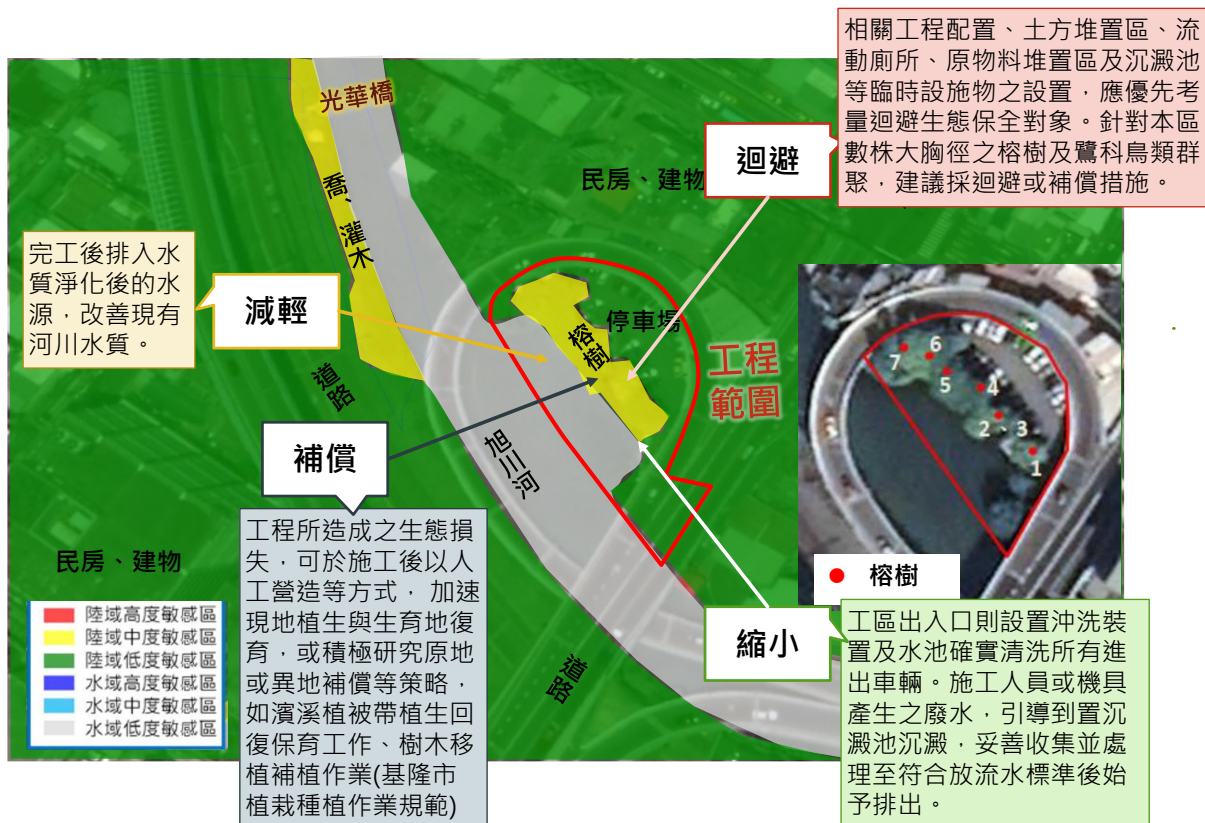 相關工程配置、土方堆置區、流
動廁所、原物料堆置區及沉澱池
等臨時設施物之設置，應優先考
量迴避生態保全對象。針對本區
數株大胸徑之榕樹及鷺科鳥類群
聚，建議採迴避或補償措施。
光華橋
迴避
民房、建物
喬、灌木
完工後排入水
質淨化後的水
源，改善現有
河川水質。
減輕
停車場
榕樹
工程
範圍
道路
7
6
5
4
2、3
1
補償
旭川河
工程所造成之生態損
失，可於施工後以人
工營造等方式， 加速
現地植生與生育地復
育，或積極研究原地
或異地補償等策略，
如濱溪植被帶植生回
復保育工作、樹木移
植補植作業(基隆市
植栽種植作業規範)
民房、建物
陸域高度敏感區
陸域中度敏感區
陸域低度敏感區
水域高度敏感區
水域中度敏感區
水域低度敏感區
榕樹
縮小
道路
工區出入口則設置沖洗裝
置及水池確實清洗所有進
出車輛。施工人員或機具
產生之廢水，引導到置沉
澱池沉澱，妥善收集並處
理至符合放流水標準後始
予排出。